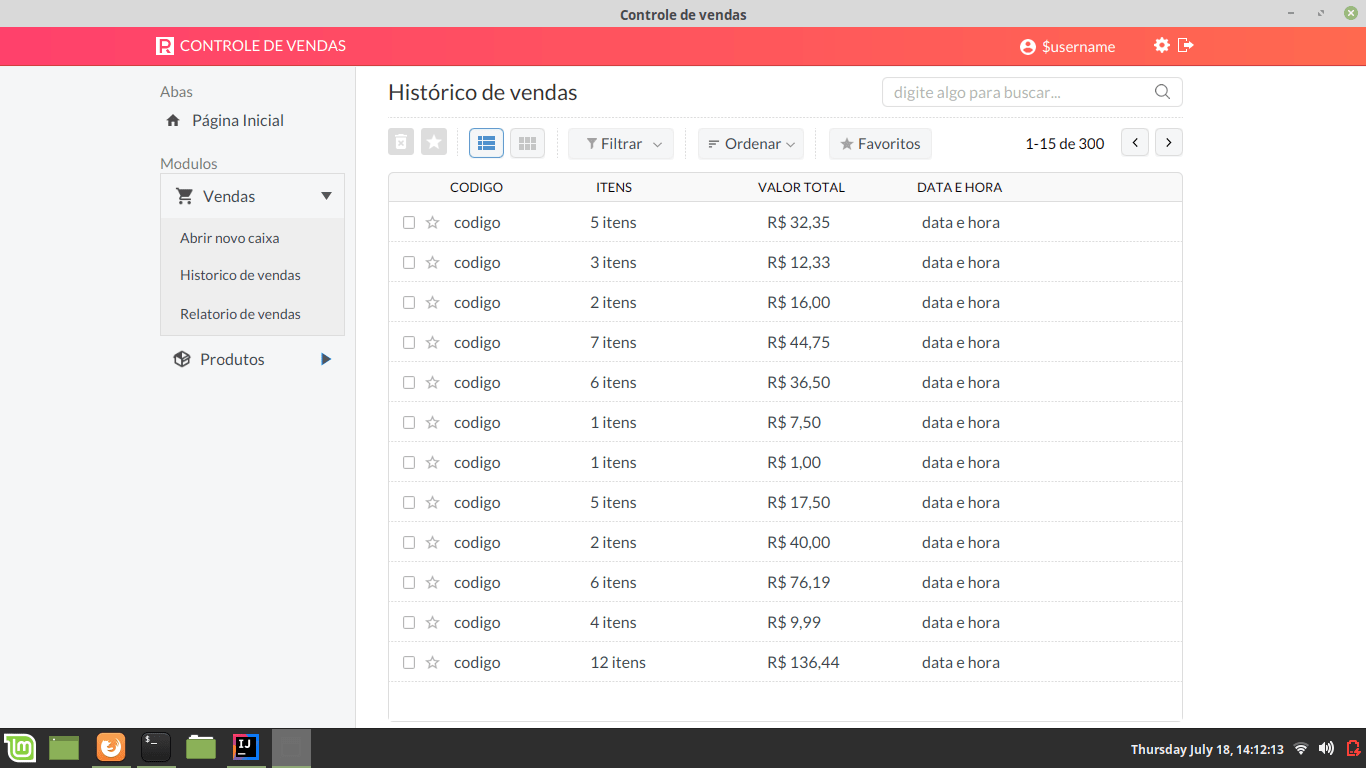 Controle de vendas
CONTROLE DE VENDAS $username
Abas
Página Inicial
Modulos
Vendas
Abrir novo caixa
Historico de vendas
Relatorio de vendas
Produtos
Histórico de vendas
digite algo para buscar...
Filtrar Ordenar Favoritos 1-15 de 300
CODIGO ITENS VALOR TOTAL DATA E HORA
codigo 5 itens R$ 32,35 data e hora
codigo 3 itens R$ 12,33 data e hora
codigo 2 itens R$ 16,00 data e hora
codigo 7 itens R$ 44,75 data e hora
codigo 6 itens R$ 36,50 data e hora
codigo 1 itens R$ 7,50 data e hora
codigo 1 itens R$ 1,00 data e hora
codigo 5 itens R$ 17,50 data e hora
codigo 2 itens R$ 40,00 data e hora
codigo 6 itens R$ 76,19 data e hora
codigo 4 itens R$ 9,99 data e hora
codigo 12 itens R$ 136,44 data e hora
$_ IJ Thursday July 18, 14:12:13